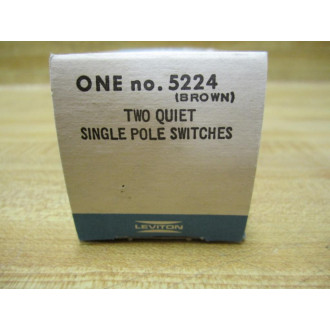 ONE no. 5224
(BROWN)
TWO QUIET
SINGLE POLE SWITCHES
LEVITON